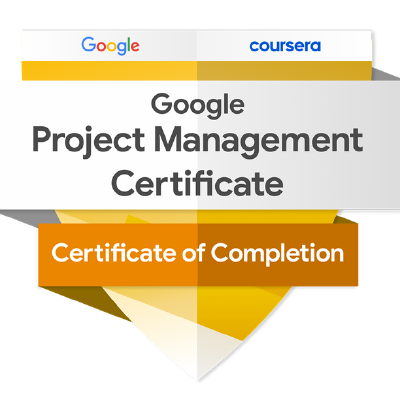 Google coursera
Google
Project Management
Certificate
Certificate of Completion